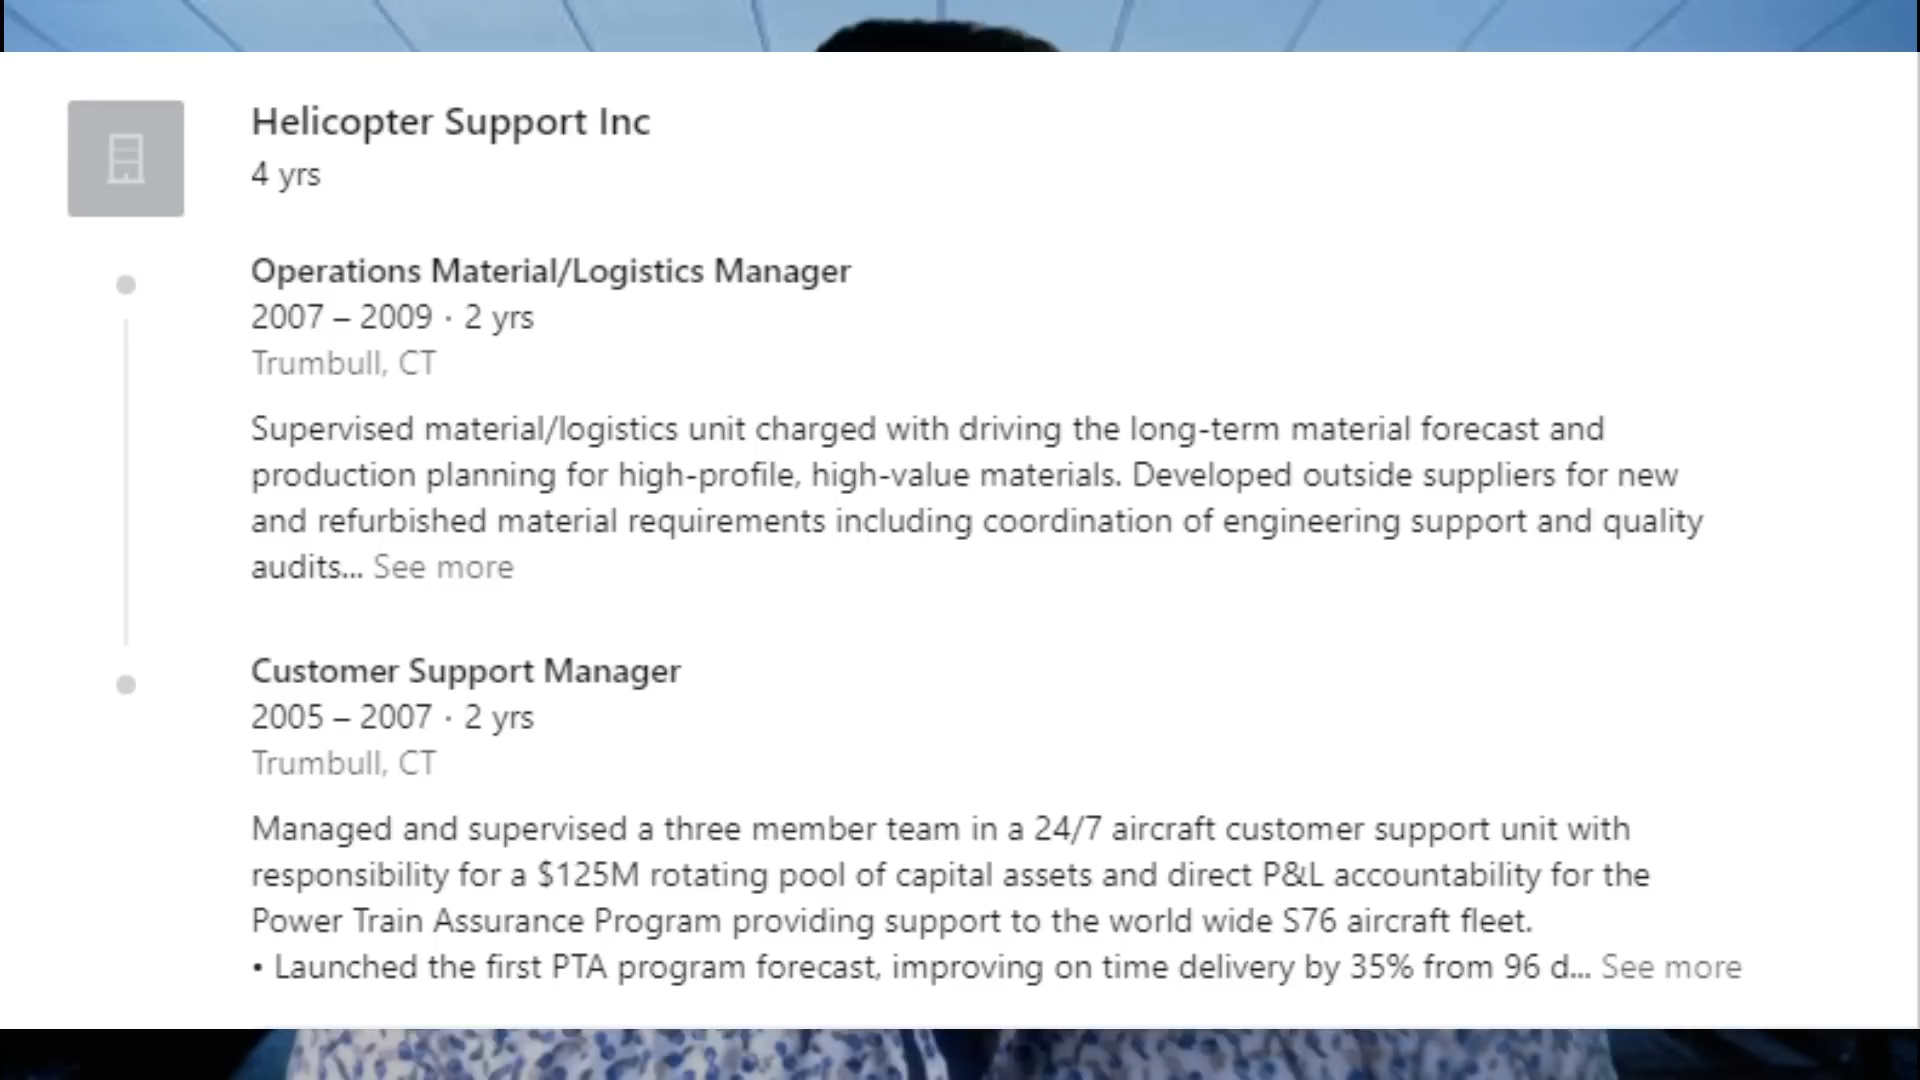 Helicopter Support Inc
4 yrs
Operations Material/Logistics Manager
2007 – 2009 · 2 yrs
Trumbull, CT
Supervised material/logistics unit charged with driving the long-term material forecast and
production planning for high-profile, high-value materials. Developed outside suppliers for new
and refurbished material requirements including coordination of engineering support and quality
audits... See more
Customer Support Manager
2005 – 2007 · 2 yrs
Trumbull, CT
Managed and supervised a three member team in a 24/7 aircraft customer support unit with
responsibility for a $125M rotating pool of capital assets and direct P&L accountability for the
Power Train Assurance Program providing support to the world wide S76 aircraft fleet.
• Launched the first PTA program forecast, improving on time delivery by 35% from 96 d... See more